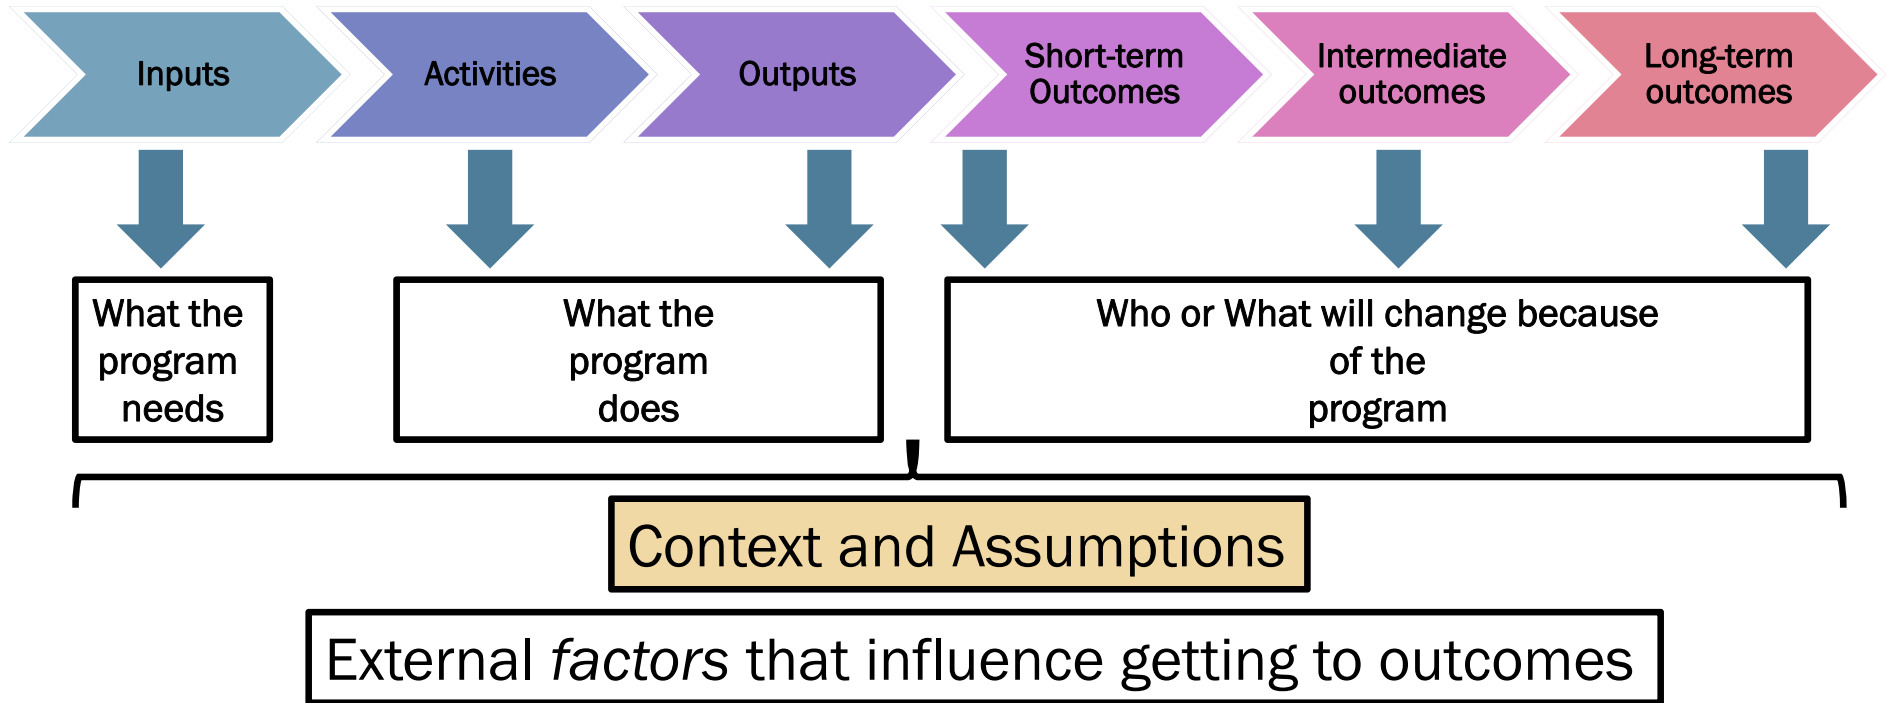 Inputs
Activities
Outputs
Short-term
Outcomes
Intermediate
outcomes
Long-term
outcomes
What the
program
needs
What the
program
does
Who or What will change because
of the
program
Context and Assumptions
External factors that influence getting to outcomes